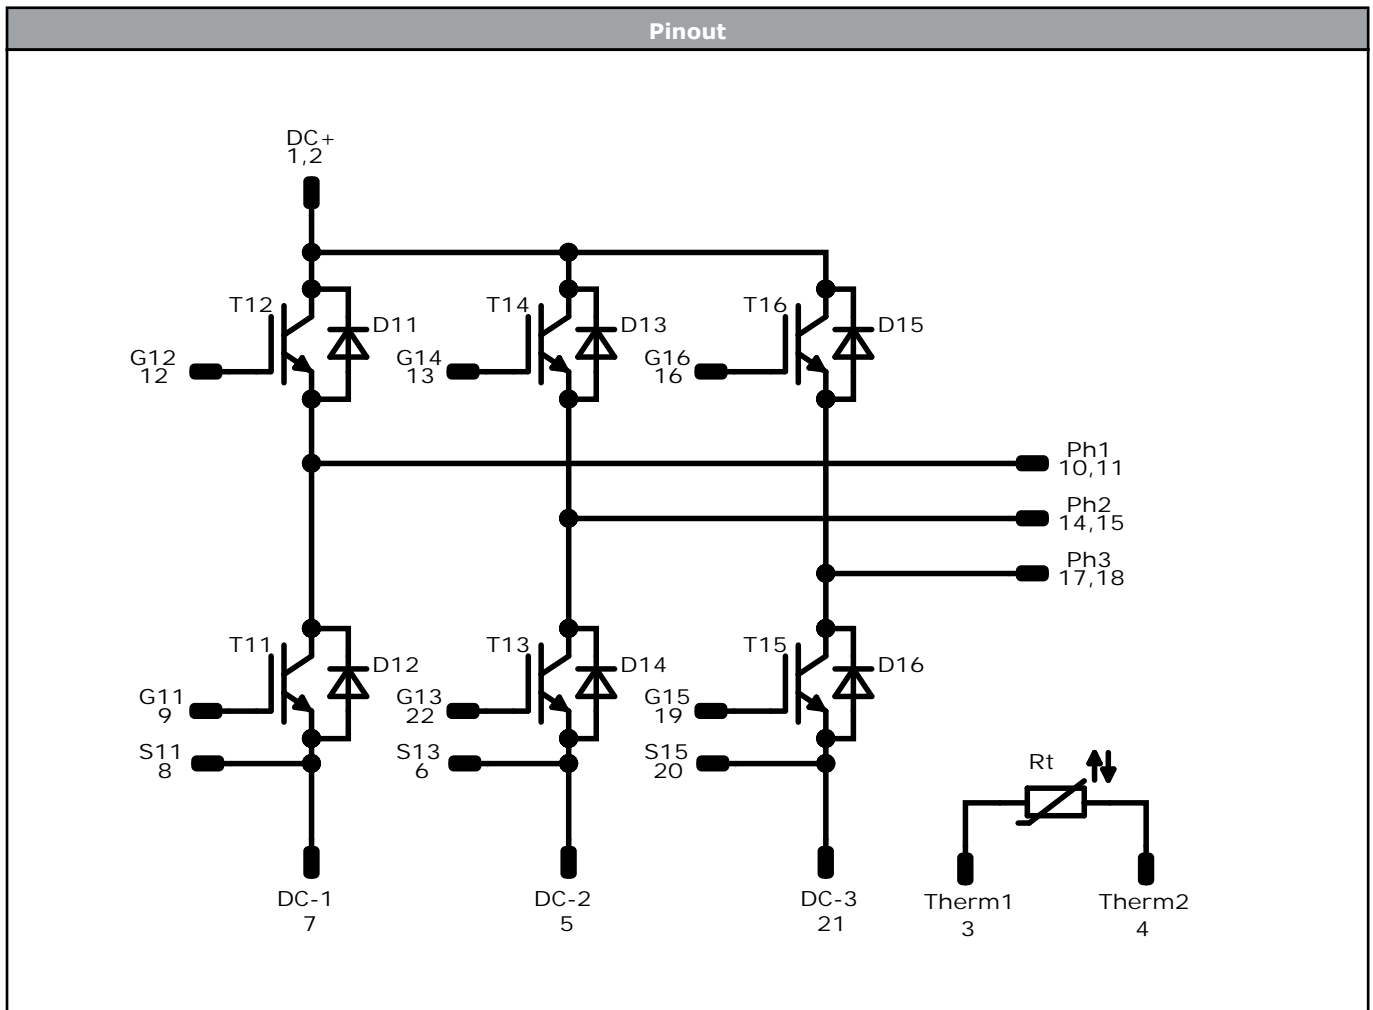 Pinout
DC+
1,2
T12
D11
G12
12
T14
D13
G14
13
T16
D15
G16
16
Ph1
10,11
Ph2
14,15
Ph3
17,18
T11
D12
G11
9
S11
8
T13
D14
G13
22
S13
6
T15
D16
G15
19
S15
20
Rt
DC-1
7
DC-2
5
DC-3
21
Therm1
3
Therm2
4